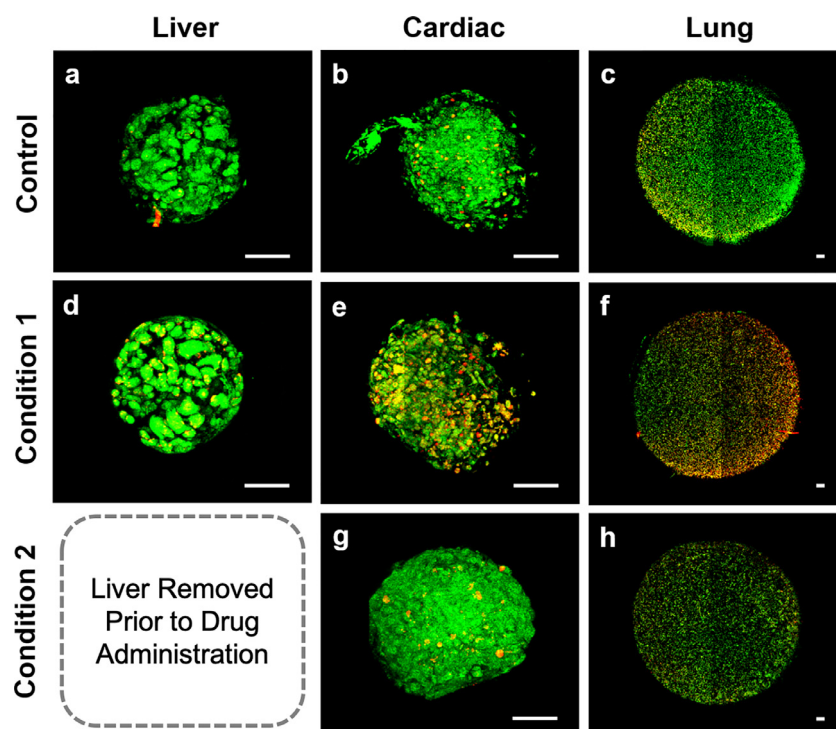 Liver Cardiac Lung
Control
a b c
Condition 1
d e f
Condition 2
Liver Removed
Prior to Drug
Administration
g h